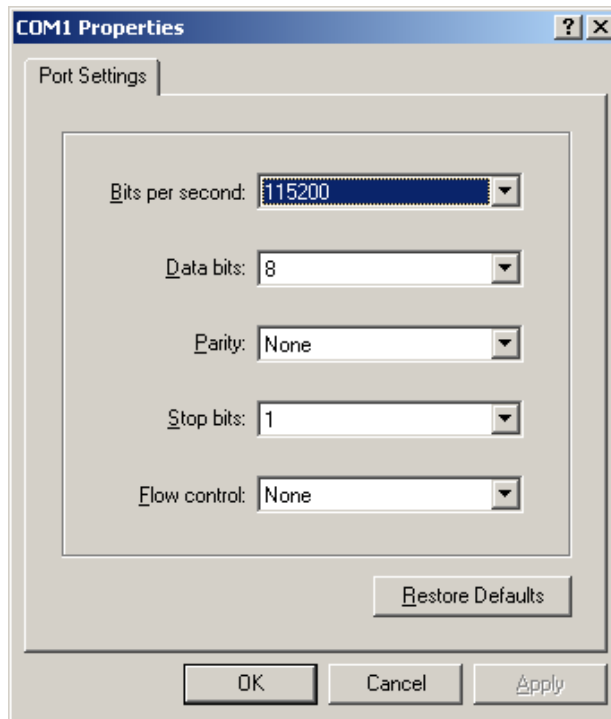 COM1 Properties
Port Settings
Bits per second: 115200
Data bits: 8
Parity: None
Stop bits: 1
Flow control: None
Restore Defaults
OK Cancel Apply